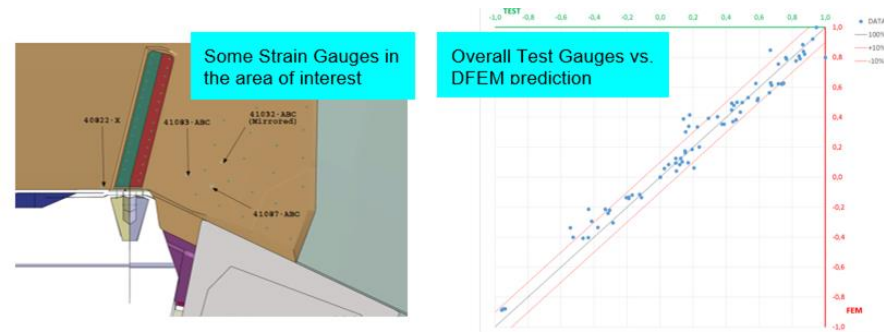 Some Strain Gauges in
the area of interest
40822-X
41083-ABC
41032-ABC
(Mirrored)
41087-ABC
Overall Test Gauges vs.
DFEM prediction
TEST
-1,0 -0,8 -0,6 -0,4 -0,2 0,0 0,2 0,4 0,6 0,8 1,0
1,0
0,8
0,6
0,4
0,2
0,0
-0,2
-0,4
-0,6
-0,8
-1,0
FEM
DATA
100%
+10%
-10%